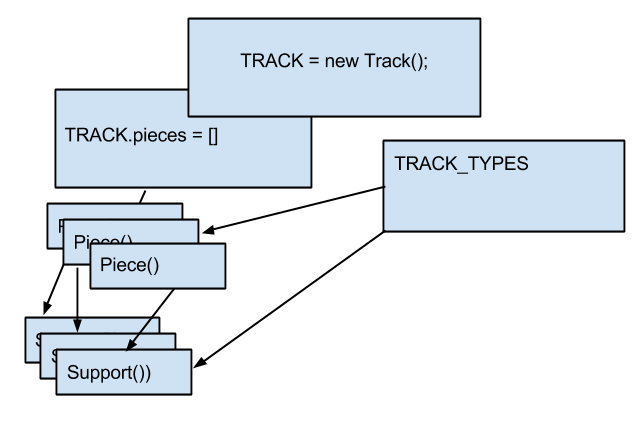 TRACK = new Track();
TRACK.pieces = []
TRACK_TYPES
Piece()
Piece()
Support())